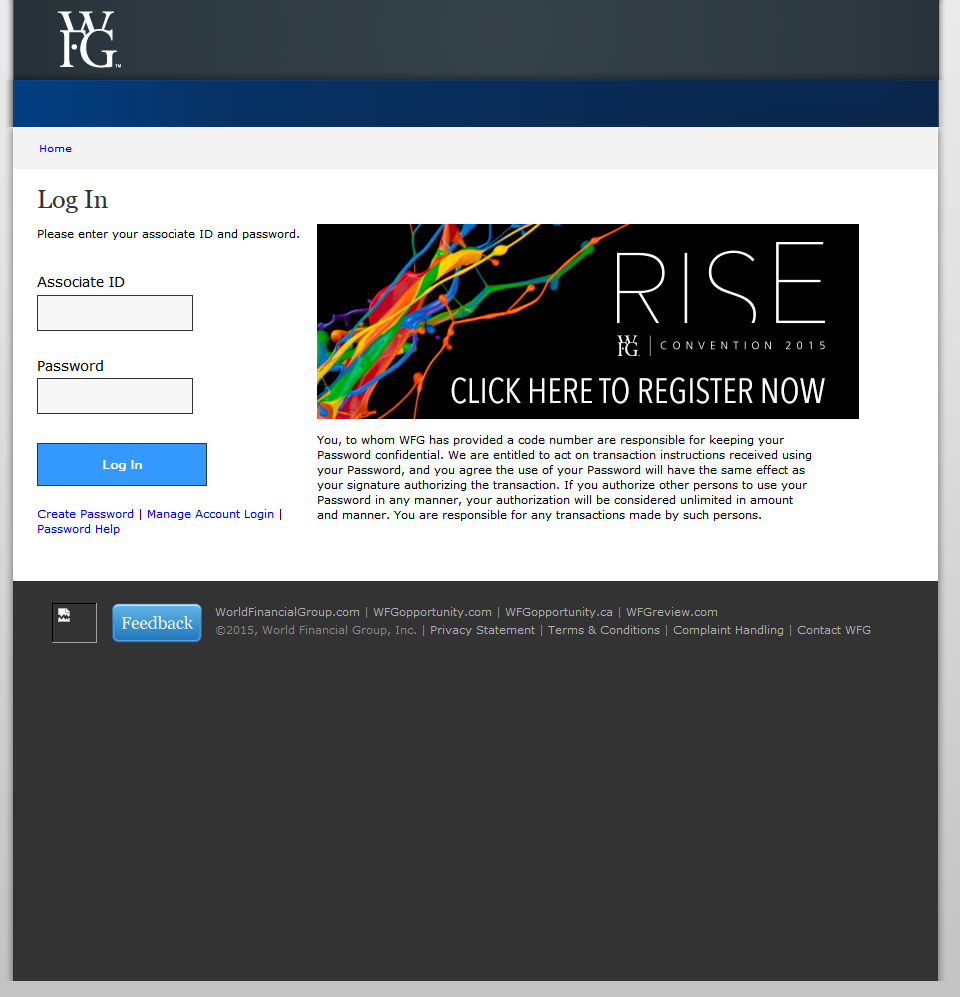 WFG™
Home
Log In
Please enter your associate ID and password.
Associate ID
Password
Log In
Create Password | Manage Account Login |
Password Help
RISE
WFG. | CONVENTION 2015
CLICK HERE TO REGISTER NOW
You, to whom WFG has provided a code number are responsible for keeping your
Password confidential. We are entitled to act on transaction instructions received using
your Password, and you agree the use of your Password will have the same effect as
your signature authorizing the transaction. If you authorize other persons to use your
Password in any manner, your authorization will be considered unlimited in amount
and manner. You are responsible for any transactions made by such persons.
Feedback
WorldFinancialGroup.com | WFGopportunity.com | WFGopportunity.ca | WFGreview.com
©2015, World Financial Group, Inc. | Privacy Statement | Terms & Conditions | Complaint Handling | Contact WFG